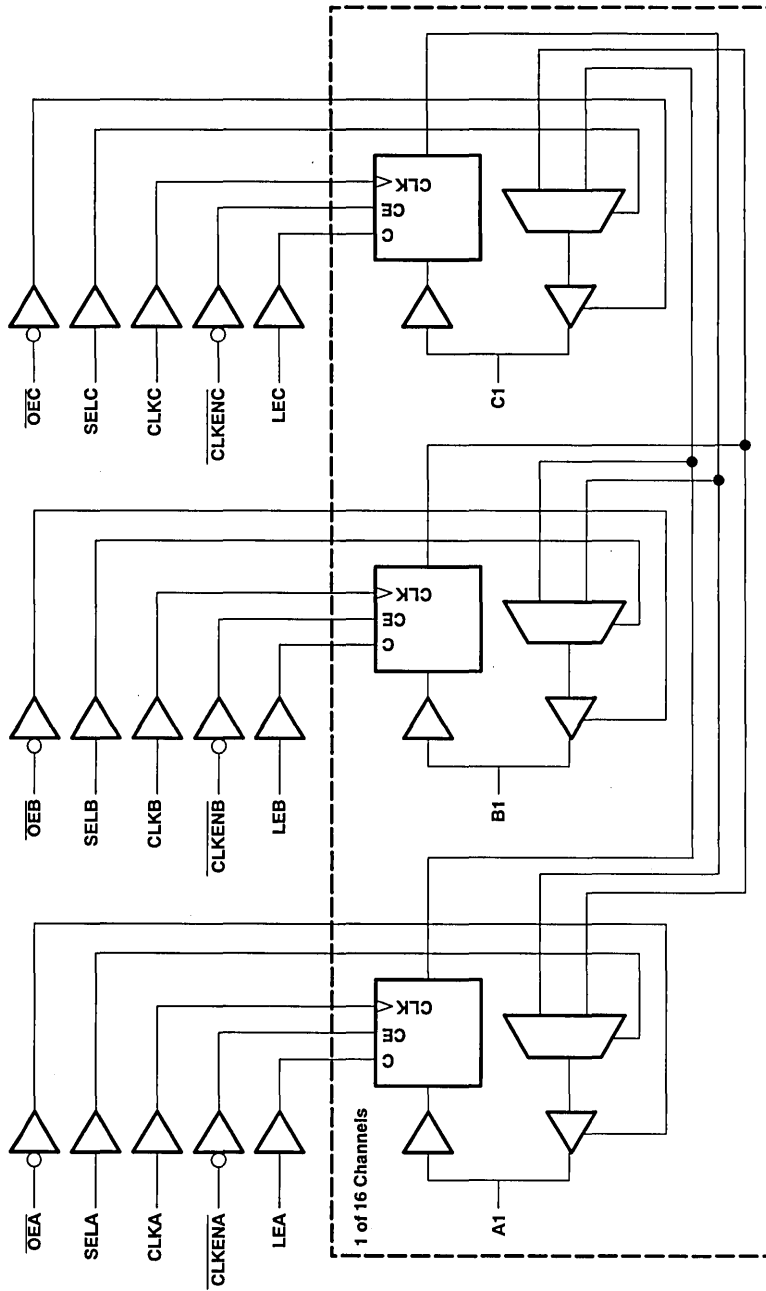 OEA
SELA
CLKA
CLKENA
LEA
1 of 16 Channels
C
CE
CLK
A1
OEB
SELB
CLKB
CLKENB
LEB
C
CE
CLK
B1
OEC
SELC
CLKC
CLKENC
LEC
C
CE
CLK
C1